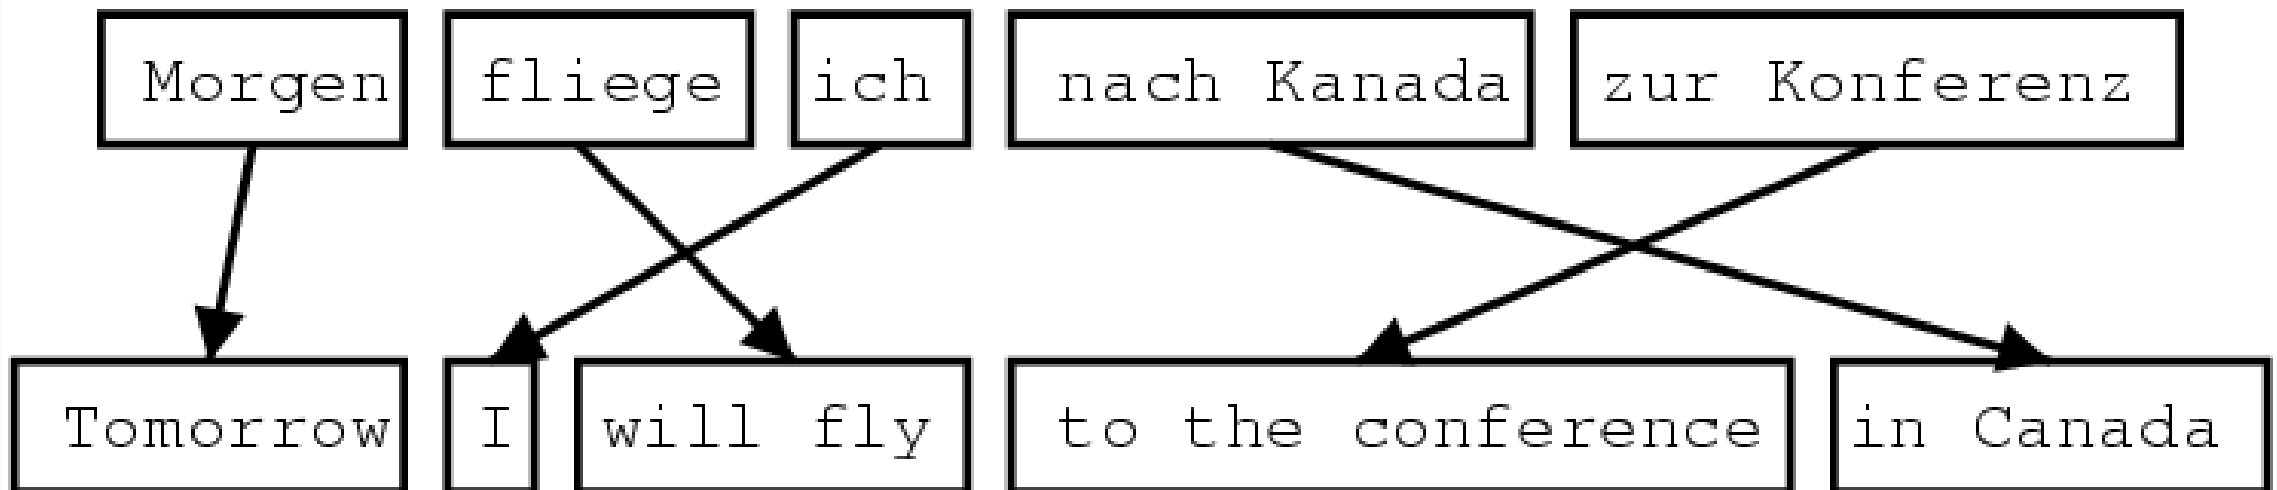 Morgen fliege ich nach Kanada zur Konferenz
Tomorrow I will fly to the conference in Canada